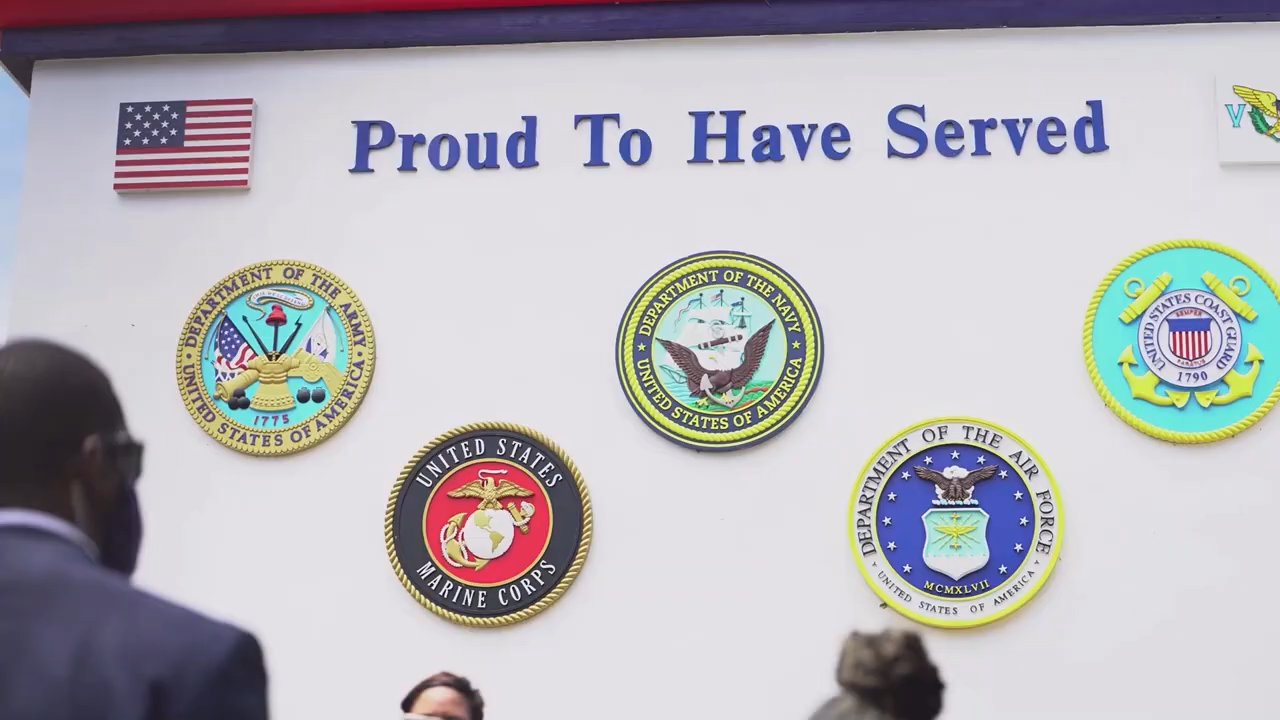 Proud To Have Served
V
DEPARTMENT OF THE ARMY
UNITED STATES OF AMERICA
1775
DEPARTMENT OF THE NAVY
UNITED STATES OF AMERICA
UNITED STATES COAST GUARD
SEMPER
PARATUS
1790
UNITED STATES
MARINE CORPS
DEPARTMENT OF THE AIR FORCE
MCMXLVII
UNITED STATES OF AMERICA